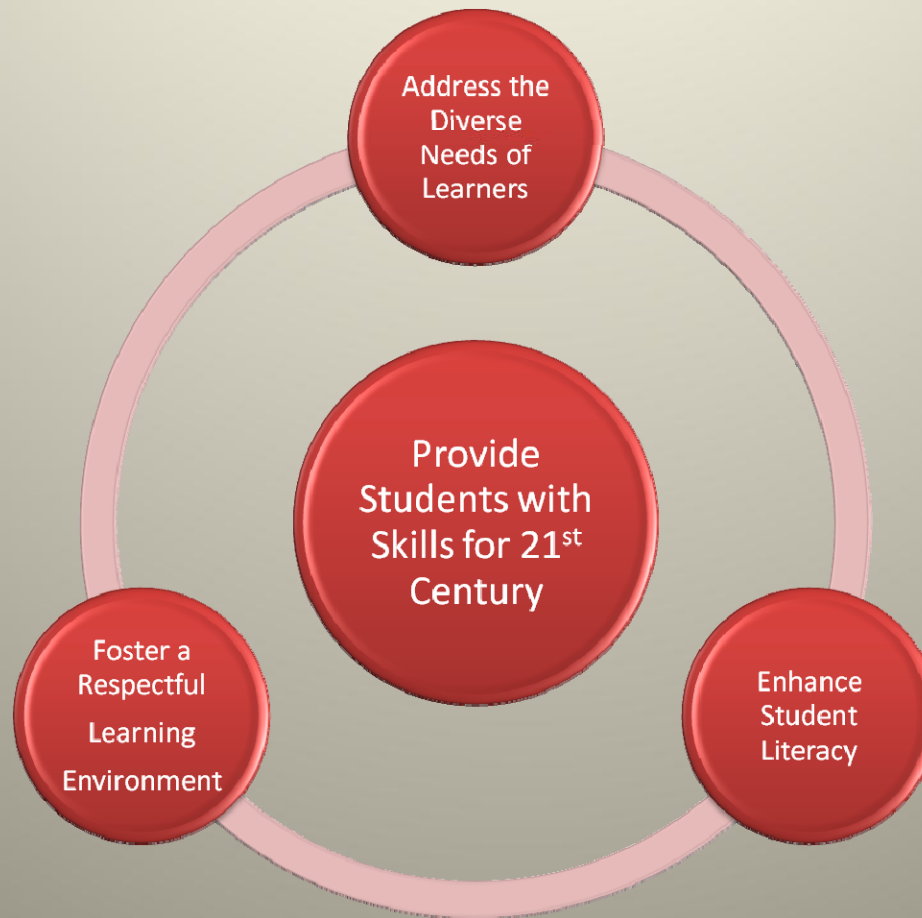 Address the
Diverse
Needs of
Learners
Provide
Students with
Skills for 21st
Century
Foster a
Respectful
Learning
Environment
Enhance
Student
Literacy